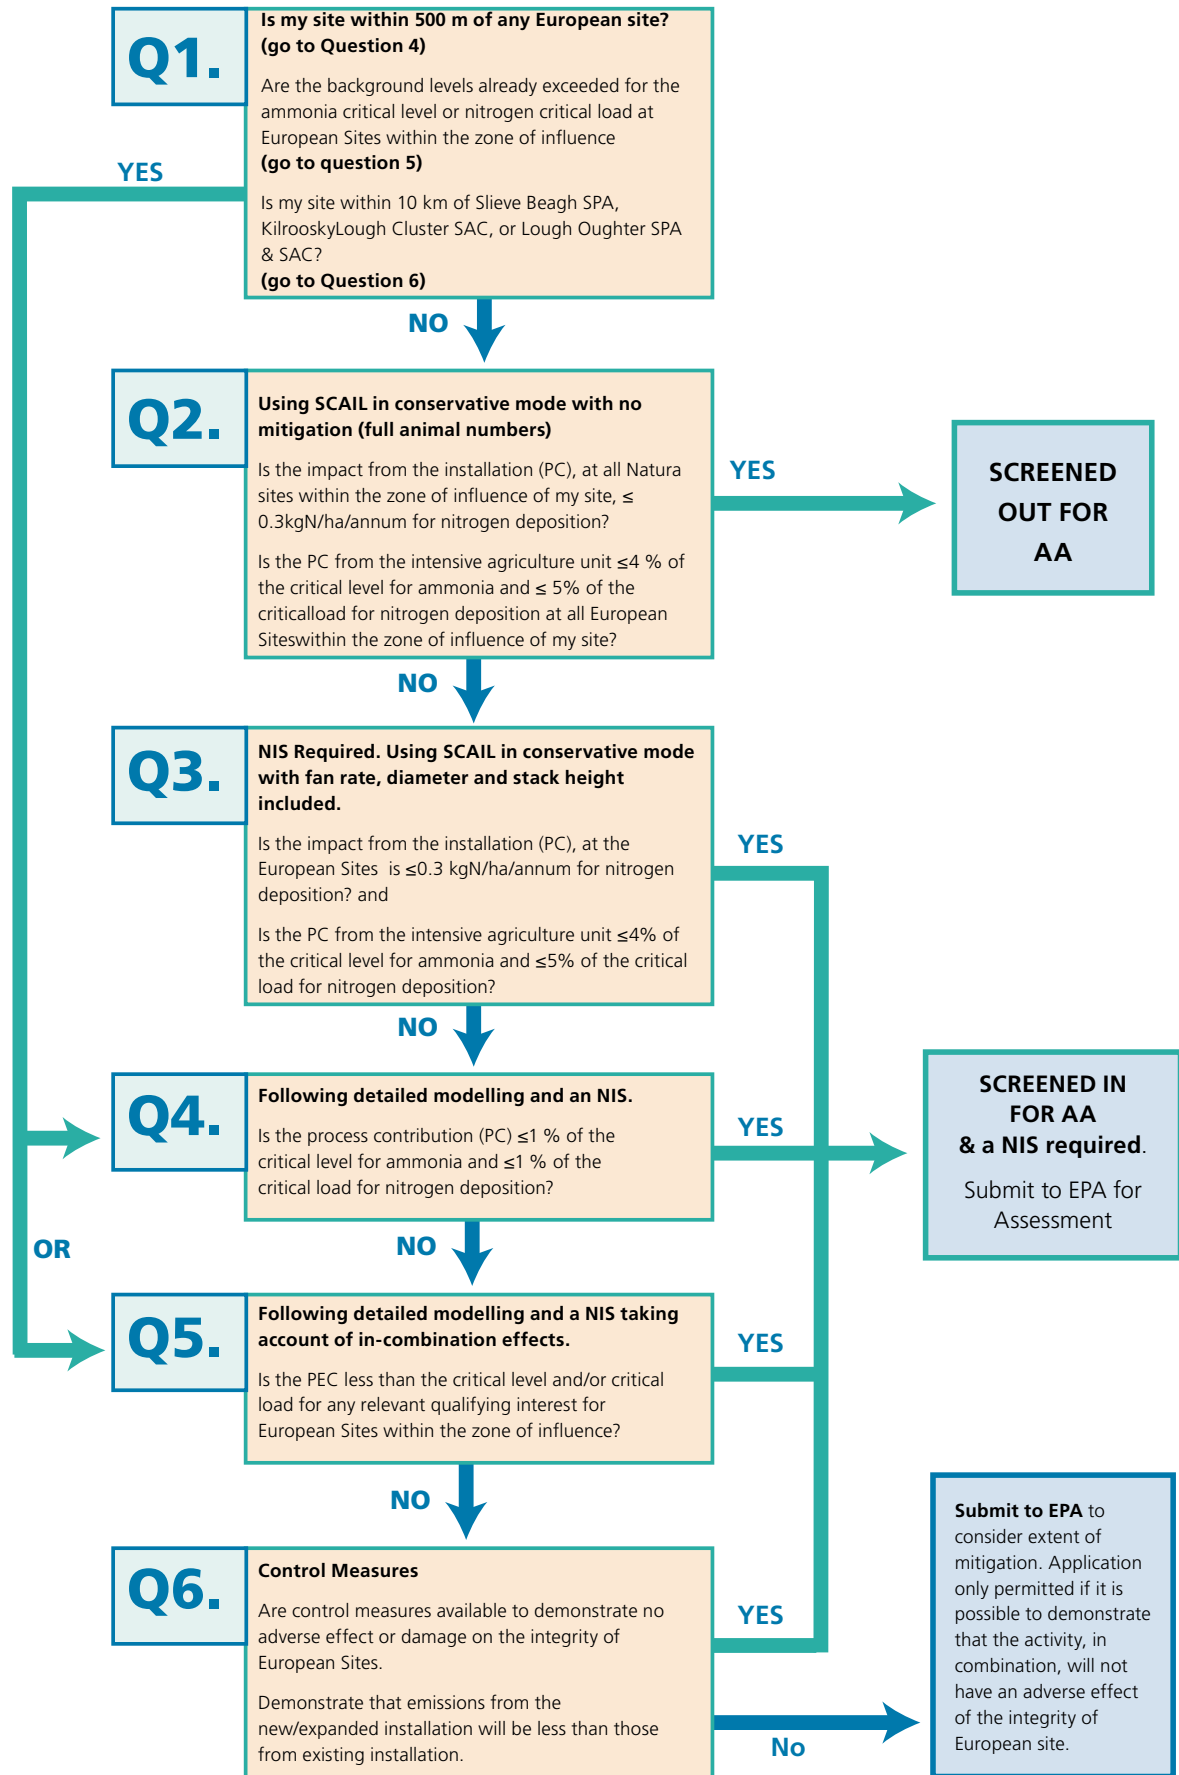 Q1.
Is my site within 500 m of any European site?
(go to Question 4)
Are the background levels already exceeded for the
ammonia critical level or nitrogen critical load at
European Sites within the zone of influence
(go to question 5)
Is my site within 10 km of Slieve Beagh SPA,
KilrooskyLough Cluster SAC, or Lough Oughter SPA
& SAC?
(go to Question 6)
YES
NO
Q2.
Using SCAIL in conservative mode with no
mitigation (full animal numbers)
Is the impact from the installation (PC), at all Natura
sites within the zone of influence of my site, ≤
0.3kgN/ha/annum for nitrogen deposition?
Is the PC from the intensive agriculture unit ≤4 % of
the critical level for ammonia and ≤ 5% of the
criticalload for nitrogen deposition at all European
Siteswithin the zone of influence of my site?
YES
SCREENED
OUT FOR
AA
NO
Q3.
NIS Required. Using SCAIL in conservative mode
with fan rate, diameter and stack height
included.
Is the impact from the installation (PC), at the
European Sites  is ≤0.3 kgN/ha/annum for nitrogen
deposition? and
Is the PC from the intensive agriculture unit ≤4% of
the critical level for ammonia and ≤5% of the critical
load for nitrogen deposition?
YES
NO
Q4.
Following detailed modelling and an NIS.
Is the process contribution (PC) ≤1 % of the
critical level for ammonia and ≤1 % of the
critical load for nitrogen deposition?
YES
SCREENED IN
FOR AA
& a NIS required.
Submit to EPA for
Assessment
NO
OR
Q5.
Following detailed modelling and a NIS taking
account of in-combination effects.
Is the PEC less than the critical level and/or critical
load for any relevant qualifying interest for
European Sites within the zone of influence?
YES
NO
Q6.
Control Measures
Are control measures available to demonstrate no
adverse effect or damage on the integrity of
European Sites.
Demonstrate that emissions from the
new/expanded installation will be less than those
from existing installation.
YES
No
Submit to EPA to
consider extent of
mitigation. Application
only permitted if it is
possible to demonstrate
that the activity, in
combination, will not
have an adverse effect
of the integrity of
European site.